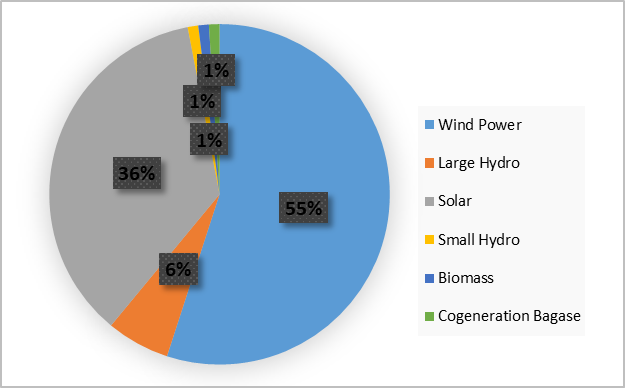 1%
1%
1%
36%
55%
6%
Wind Power
Large Hydro
Solar
Small Hydro
Biomass
Cogeneration Bagase